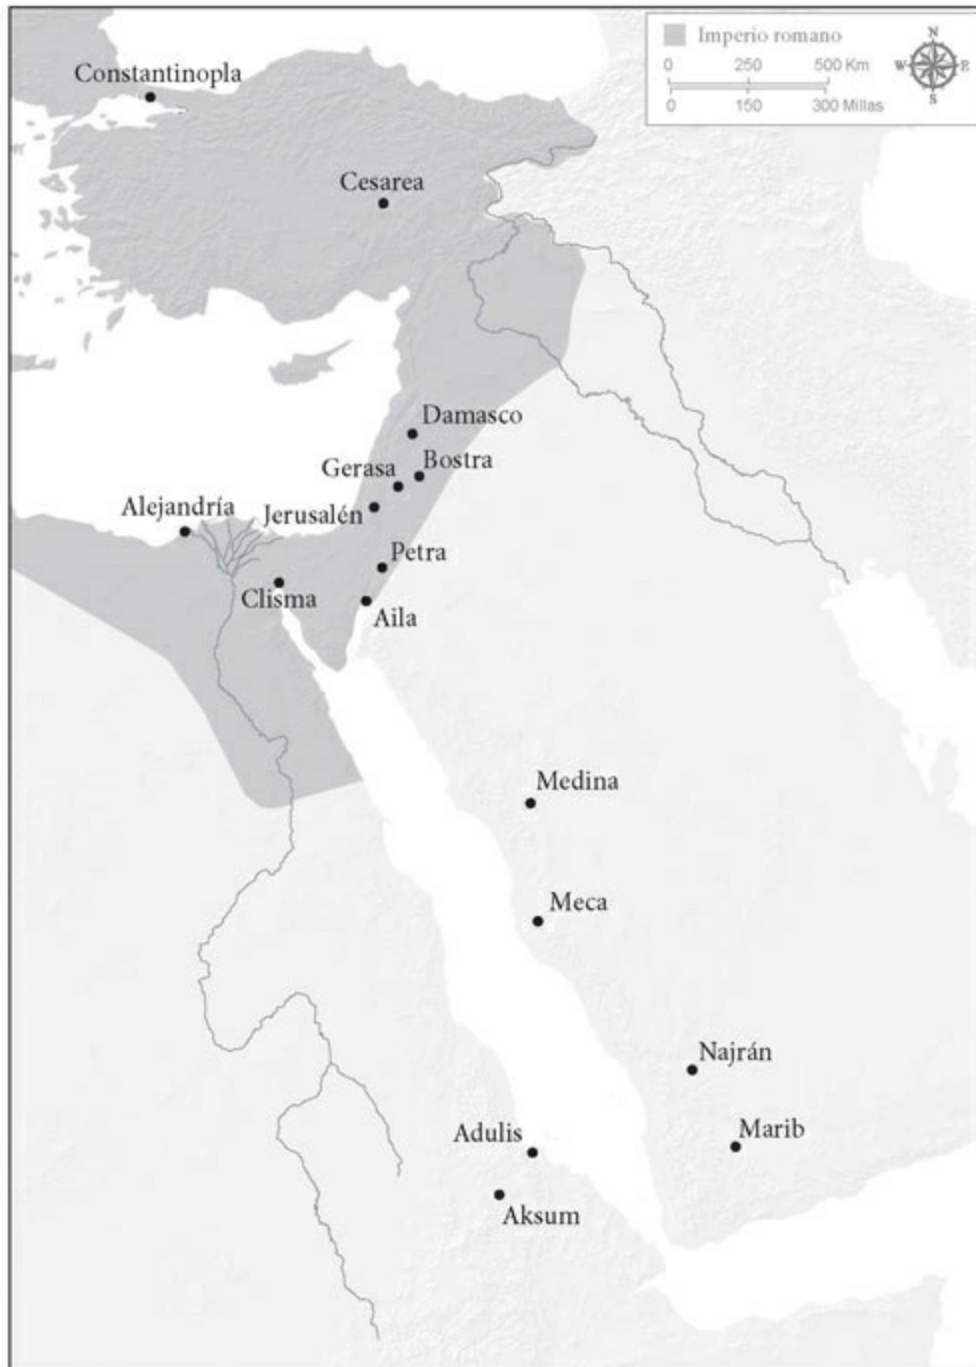 Imperio romano
0 250 500 Km
0 150 300 Millas
N
W E
S
Constantinopla
Cesarea
Damasco
Gerasa Bostra
Alejandría Jerusalén
Petra
Clisma Aila
Medina
Meca
Najrán
Adulis Marib
Aksum